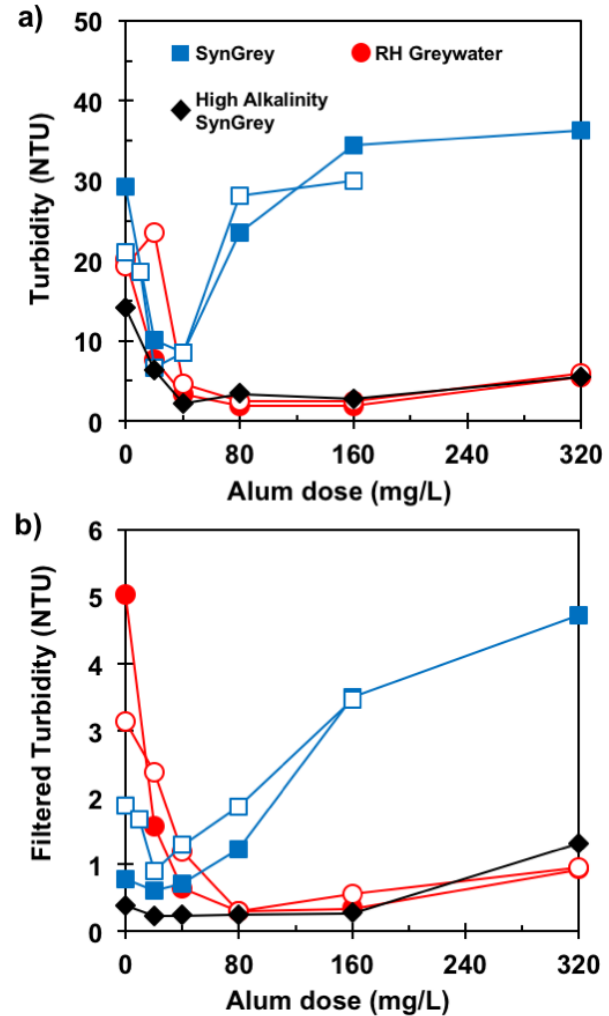 a)
50
40
30
20
10
0
Turbidity (NTU)
SynGrey
RH Greywater
High Alkalinity
SynGrey
0 80 160 240 320
Alum dose (mg/L)
b)
6
5
4
3
2
1
0
Filtered Turbidity (NTU)
0 80 160 240 320
Alum dose (mg/L)